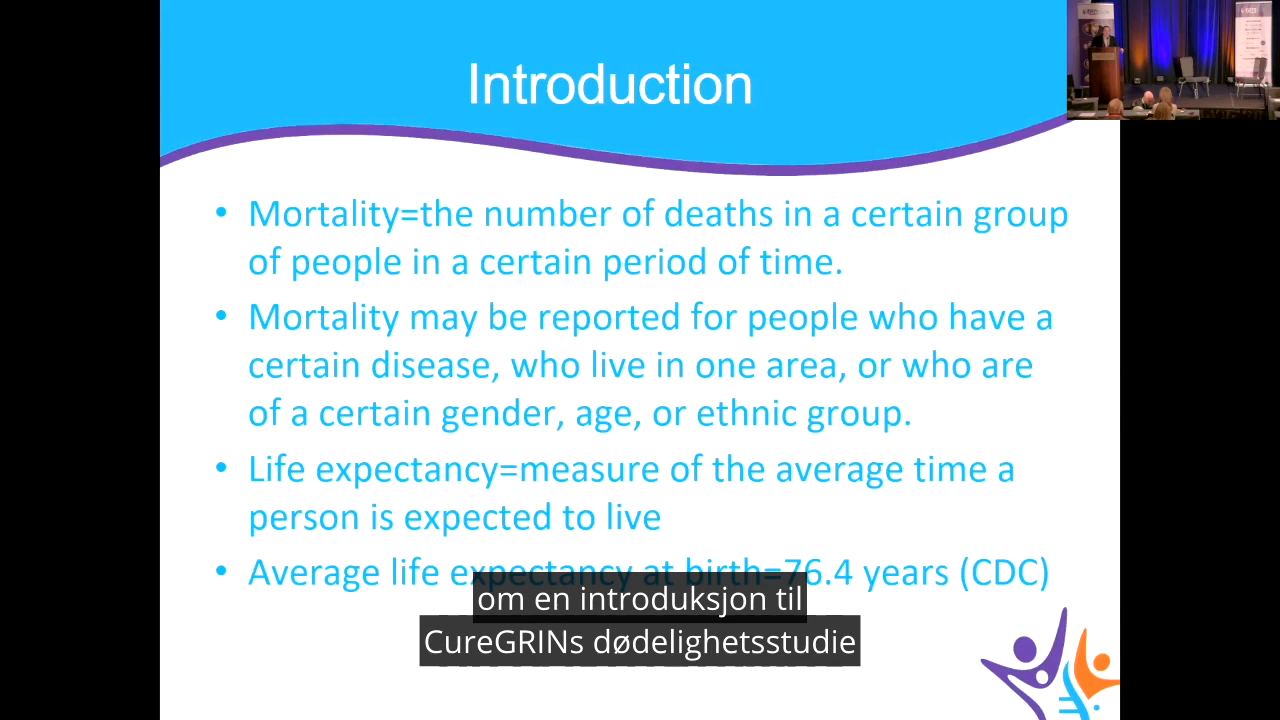 Introduction
• Mortality=the number of deaths in a certain group
of people in a certain period of time.
• Mortality may be reported for people who have a
certain disease, who live in one area, or who are
of a certain gender, age, or ethnic group.
• Life expectancy=measure of the average time a
person is expected to live
• Average life expectancy at birth=76.4 years (CDC)
om en introduksjon til
CureGRINs dødelighetsstudie